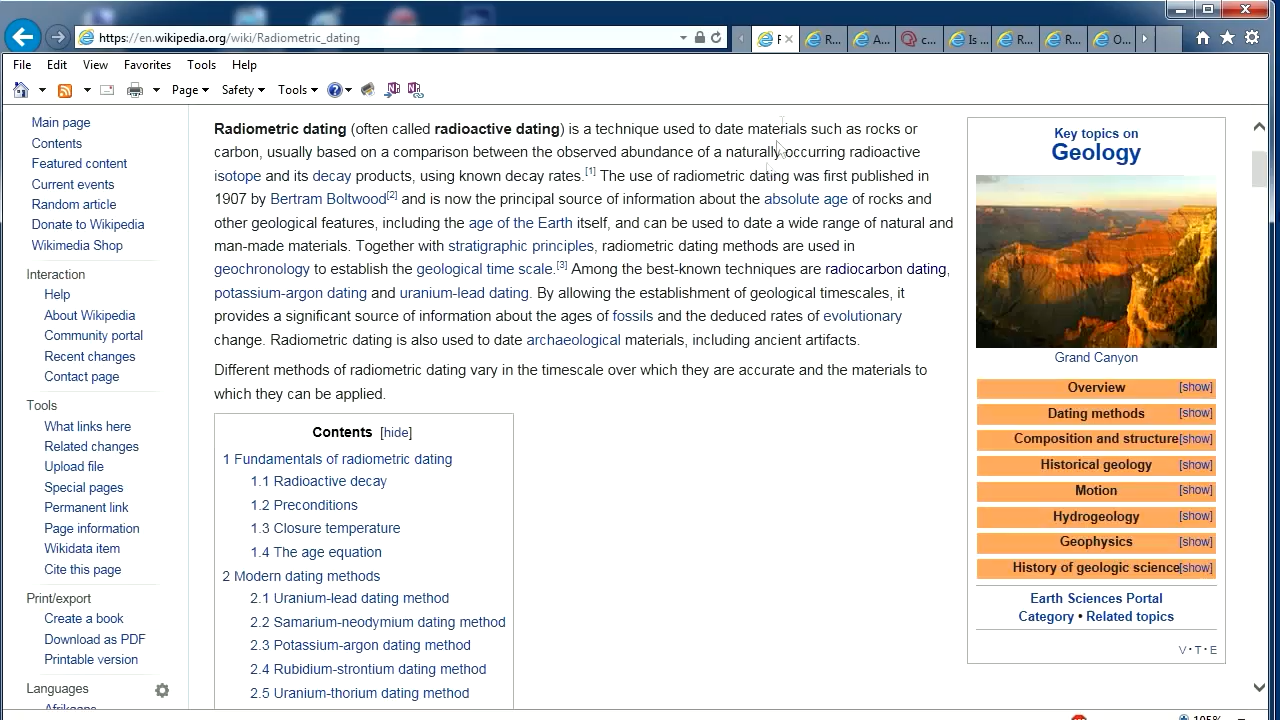 https://en.wikipedia.org/wiki/Radiometric_dating
F
R...
A...
c...
Is ...
R...
R...
O...
File Edit View Favorites Tools Help
Page Safety Tools
Main page
Contents
Featured content
Current events
Random article
Donate to Wikipedia
Wikimedia Shop
Interaction
Help
About Wikipedia
Community portal
Recent changes
Contact page
Tools
What links here
Related changes
Upload file
Special pages
Permanent link
Page information
Wikidata item
Cite this page
Print/export
Create a book
Download as PDF
Printable version
Languages
Radiometric dating (often called radioactive dating) is a technique used to date materials such as rocks or
carbon, usually based on a comparison between the observed abundance of a naturally occurring radioactive
isotope and its decay products, using known decay rates.[1] The use of radiometric dating was first published in
1907 by Bertram Boltwood[2] and is now the principal source of information about the absolute age of rocks and
other geological features, including the age of the Earth itself, and can be used to date a wide range of natural and
man-made materials. Together with stratigraphic principles, radiometric dating methods are used in
geochronology to establish the geological time scale.[3] Among the best-known techniques are radiocarbon dating,
potassium-argon dating and uranium-lead dating. By allowing the establishment of geological timescales, it
provides a significant source of information about the ages of fossils and the deduced rates of evolutionary
change. Radiometric dating is also used to date archaeological materials, including ancient artifacts.
Different methods of radiometric dating vary in the timescale over which they are accurate and the materials to
which they can be applied.
Contents [hide]
1 Fundamentals of radiometric dating
1.1 Radioactive decay
1.2 Preconditions
1.3 Closure temperature
1.4 The age equation
2 Modern dating methods
2.1 Uranium-lead dating method
2.2 Samarium-neodymium dating method
2.3 Potassium-argon dating method
2.4 Rubidium-strontium dating method
2.5 Uranium-thorium dating method
Key topics on
Geology
Grand Canyon
Overview [show]
Dating methods [show]
Composition and structure[show]
Historical geology [show]
Motion [show]
Hydrogeology [show]
Geophysics [show]
History of geologic science[show]
Earth Sciences Portal
Category • Related topics
V · T · E